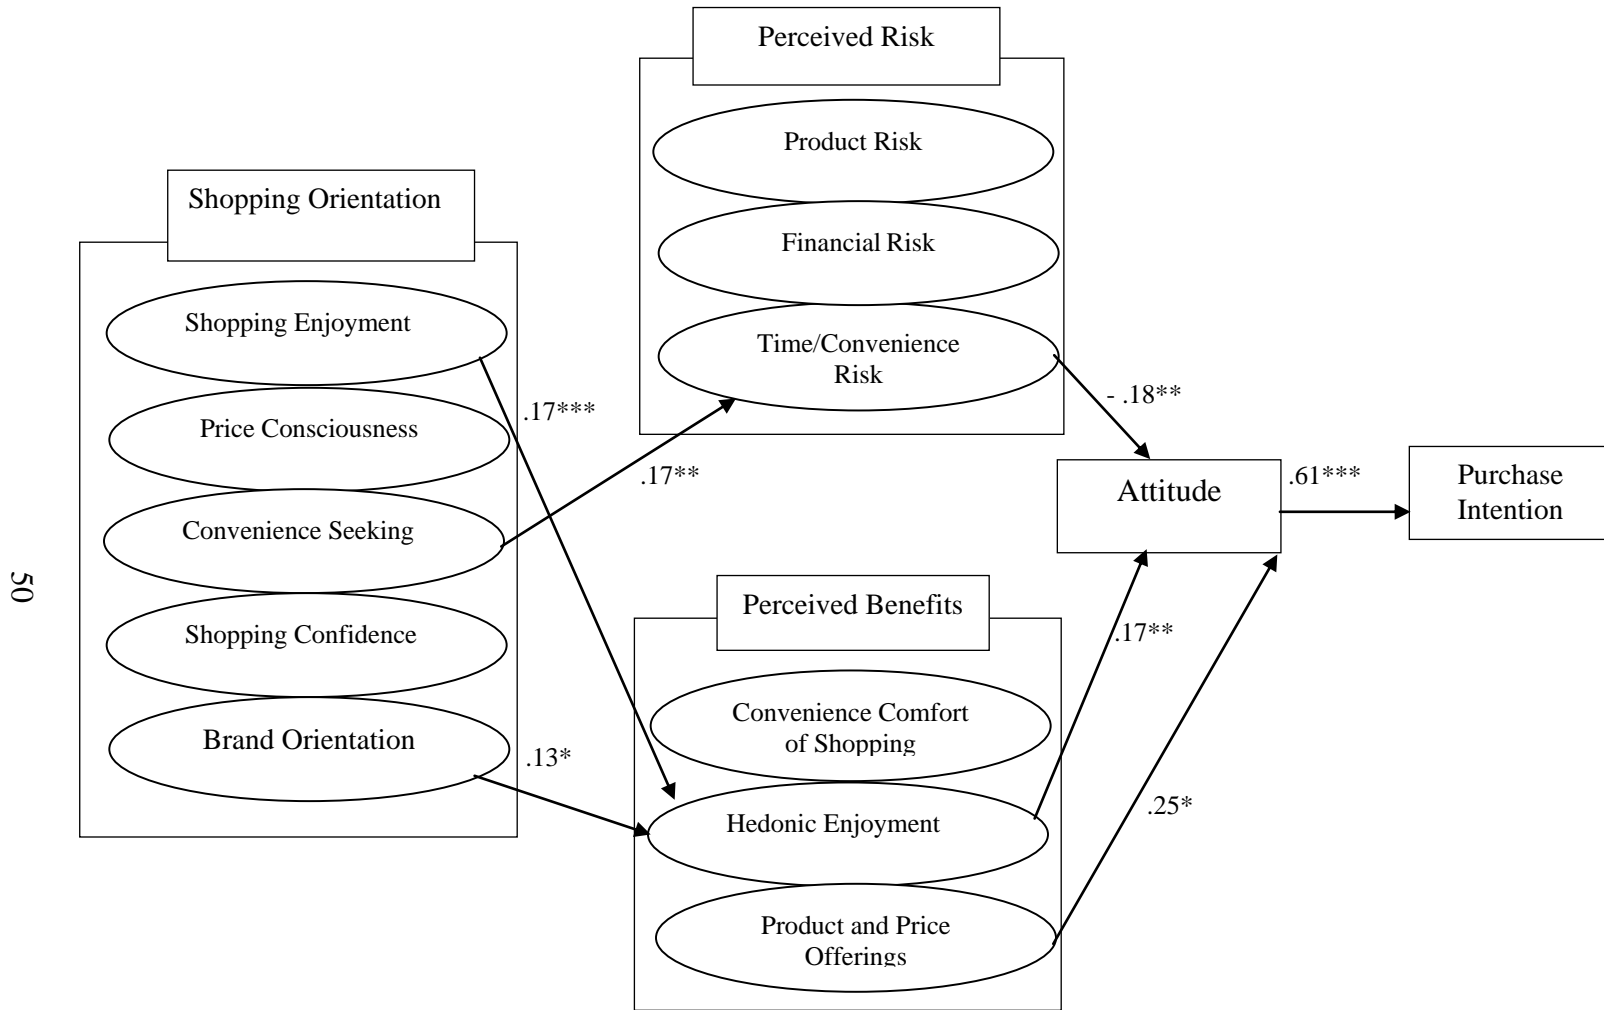 Perceived Risk
Product Risk
Financial Risk
Time/Convenience
Risk
Shopping Orientation
Shopping Enjoyment
Price Consciousness
Convenience Seeking
Shopping Confidence
Brand Orientation
.17***
.17**
.13*
- .18**
Attitude
.61***
Purchase
Intention
Perceived Benefits
Convenience Comfort
of Shopping
Hedonic Enjoyment
Product and Price
Offerings
.17**
.25*
50